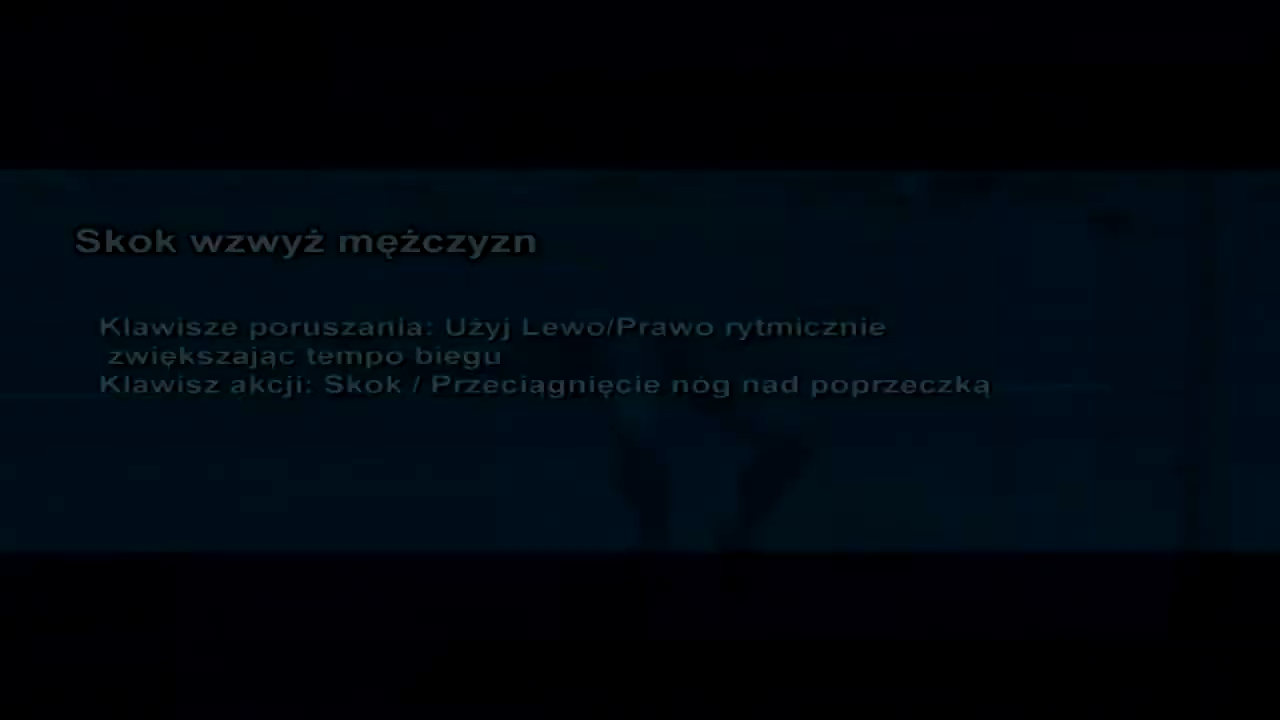 Skok wzwyż mężczyzn
Klawisze poruszania: Użyj Lewo/Prawo rytmicznie
zwiększając tempo biegu
Klawisz akcji: Skok / Przeciągnięcie nóg nad poprzeczką